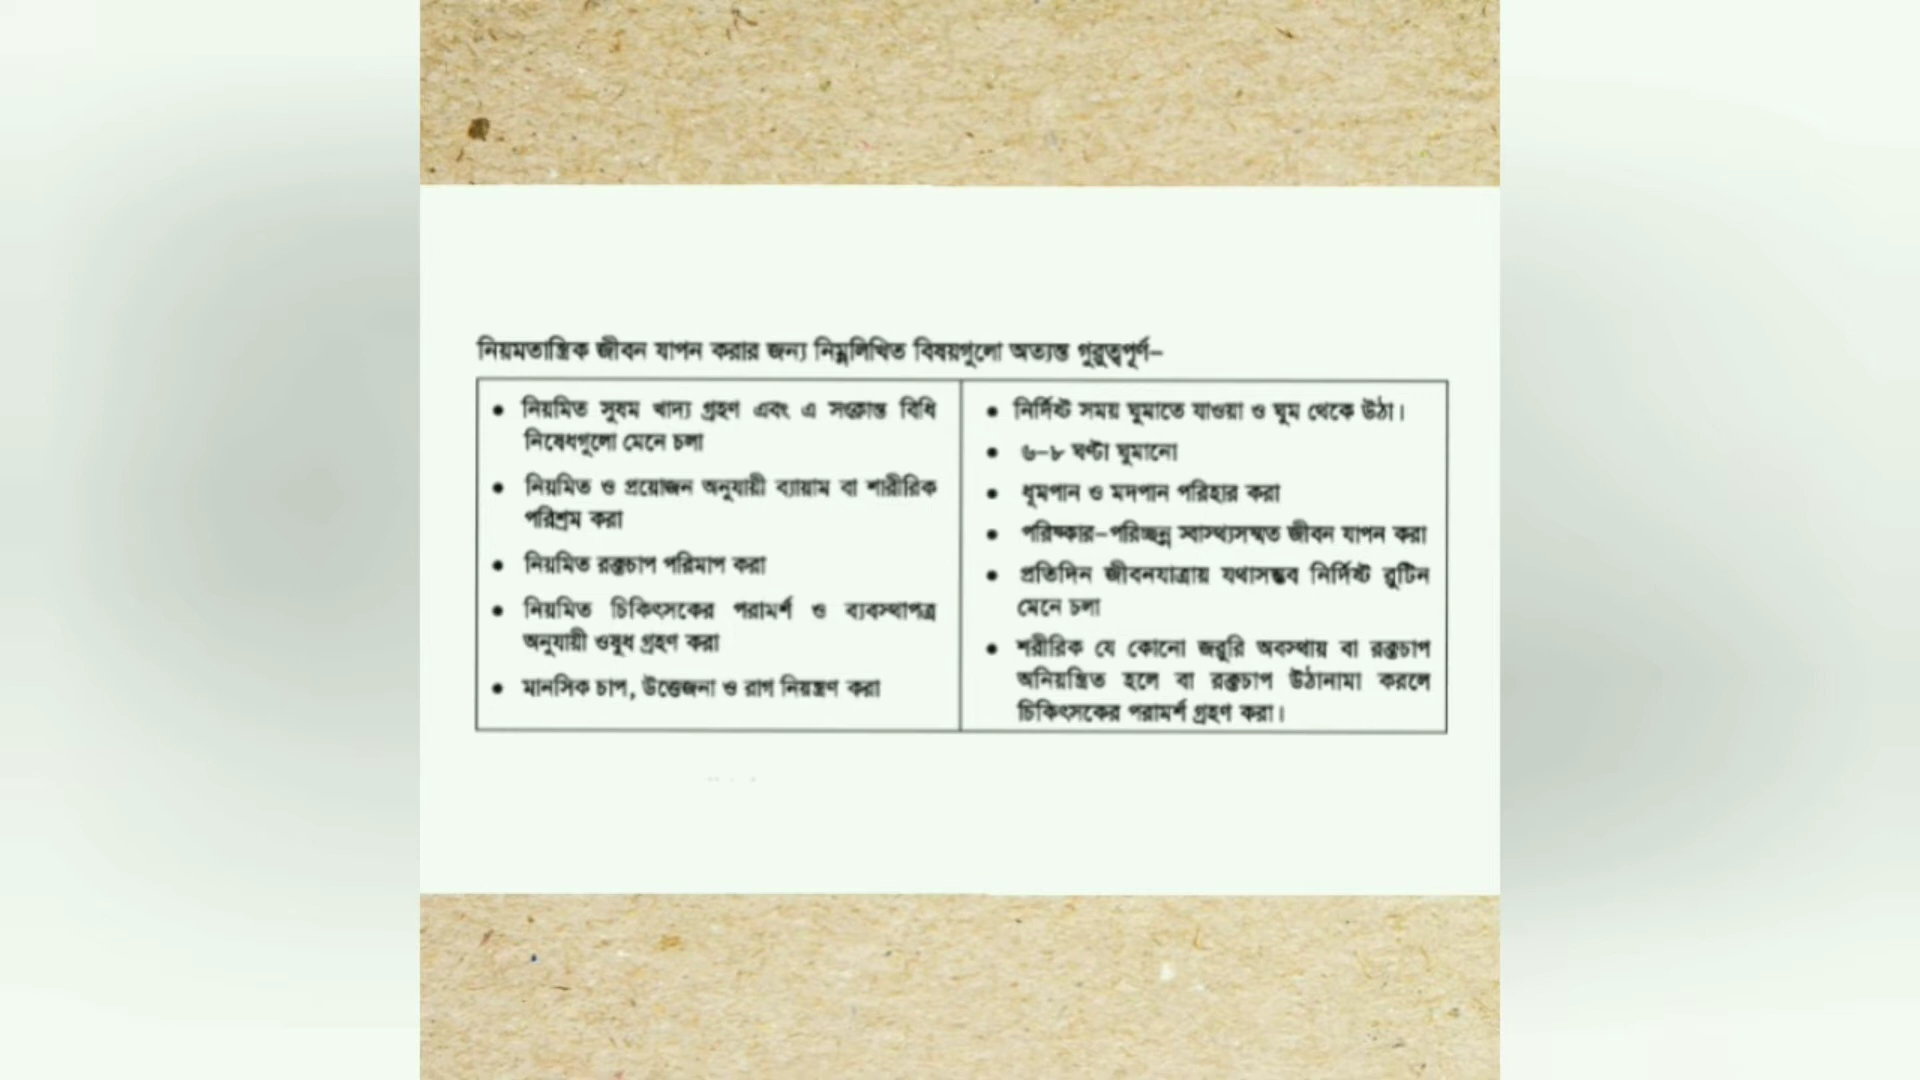 নিয়মতান্ত্রিক জীবন যাপন করার জন্য নিম্নলিখিত বিষয়গুলো অত্যন্ত গুরুত্বপূর্ণ–
• নিয়মিত সুষম খাদ্য গ্রহণ এবং এ সংক্রান্ত বিধি
নিষেধগুলো মেনে চলা
• নিয়মিত ও প্রয়োজন অনুযায়ী ব্যায়াম বা শারীরিক
পরিশ্রম করা
• নিয়মিত রক্তচাপ পরিমাপ করা
• নিয়মিত চিকিৎসকের পরামর্শ ও ব্যবস্থাপত্র
অনুযায়ী ওষুধ গ্রহণ করা
• মানসিক চাপ, উত্তেজনা ও রাগ নিয়ন্ত্রণ করা
• নির্দিষ্ট সময় ঘুমাতে যাওয়া ও ঘুম থেকে উঠা।
• ৬–৮ ঘণ্টা ঘুমানো
• ধূমপান ও মদপান পরিহার করা
• পরিষ্কার–পরিচ্ছন্ন স্বাস্থ্যসম্মত জীবন যাপন করা
• প্রতিদিন জীবনযাত্রায় যথাসম্ভব নির্দিষ্ট রুটিন
মেনে চলা
• শরীরিক যে কোনো জরুরি অবস্থায় বা রক্তচাপ
অনিয়ন্ত্রিত হলে বা রক্তচাপ উঠানামা করলে
চিকিৎসকের পরামর্শ গ্রহণ করা।